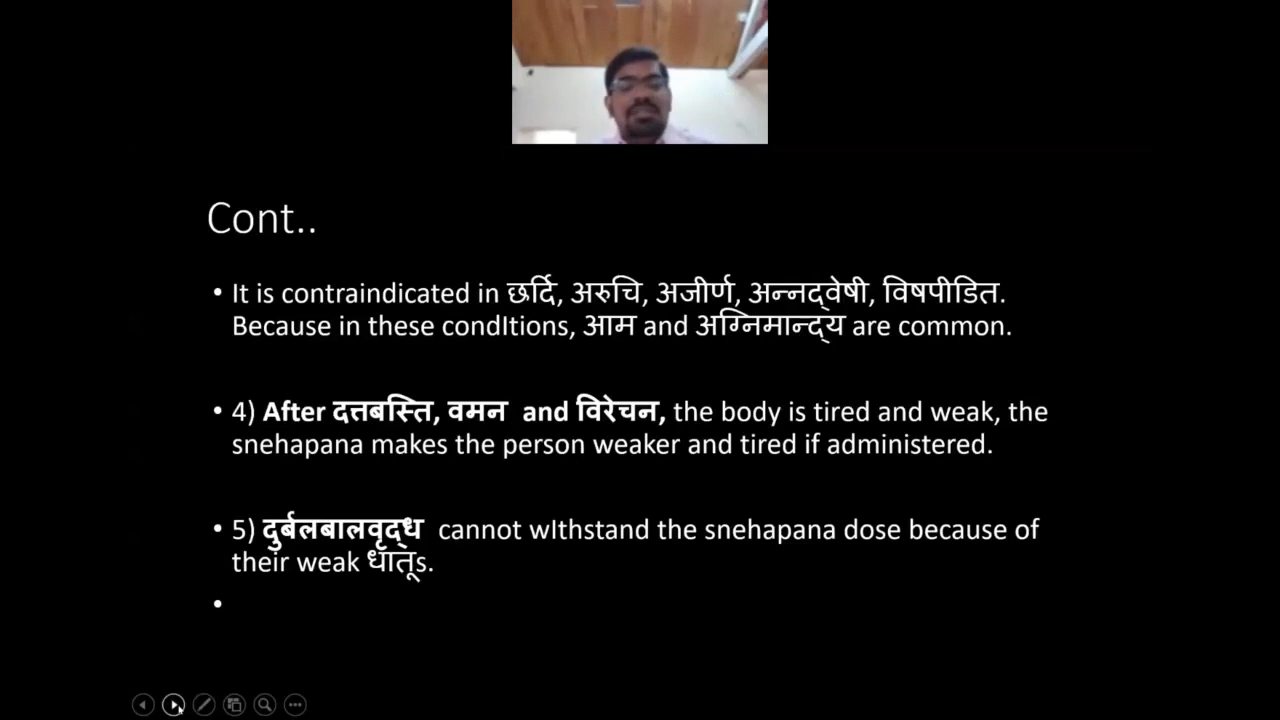 Cont..
• It is contraindicated in छर्दि, अरुचि, अजीर्ण, अन्नद्वेषी, विषपीडित.
Because in these condItions, आम and अग्निमान्द्य are common.
• 4) After दत्तबस्ति, वमन and विरेचन, the body is tired and weak, the
snehapana makes the person weaker and tired if administered.
• 5) दुर्बलबालवृद्ध cannot wIthstand the snehapana dose because of
their weak धातूs.
•